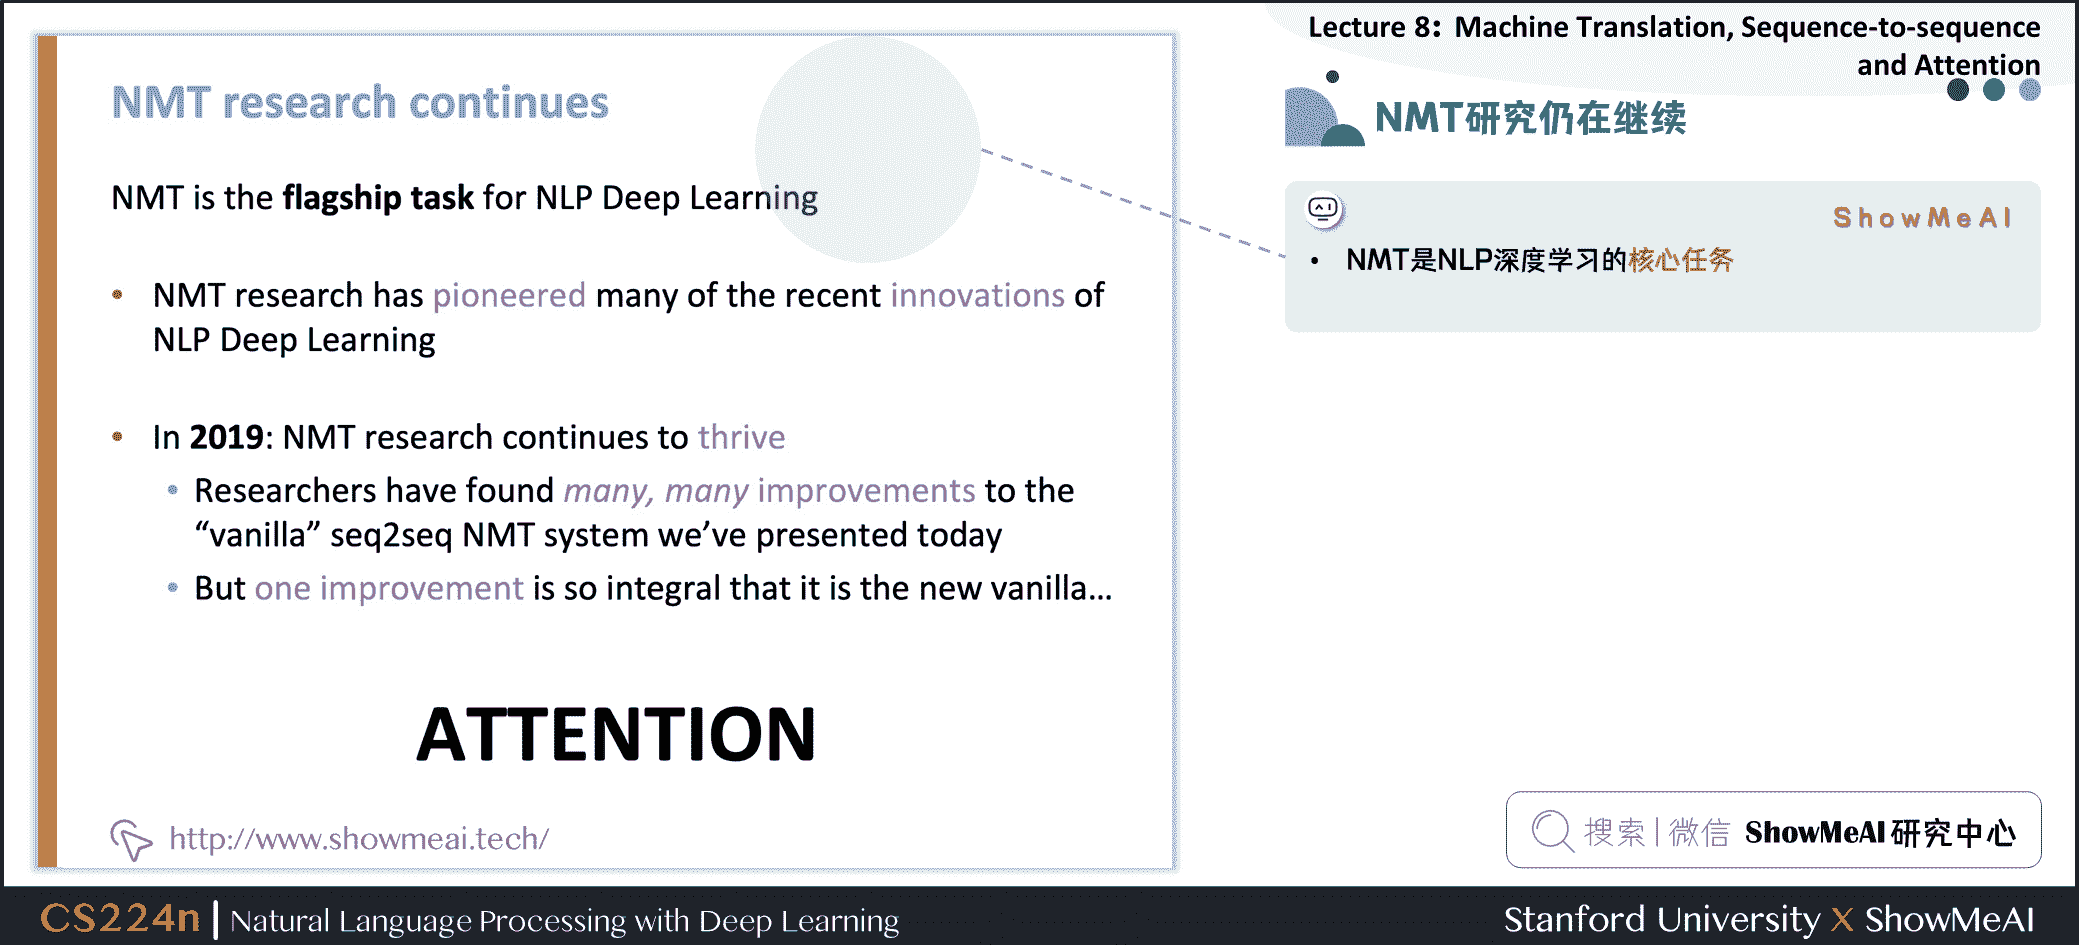 Lecture 8: Machine Translation, Sequence-to-sequence
and Attention
NMT research continues
NMT is the flagship task for NLP Deep Learning
• NMT research has pioneered many of the recent innovations of
NLP Deep Learning
• In 2019: NMT research continues to thrive
• Researchers have found many, many improvements to the
“vanilla” seq2seq NMT system we’ve presented today
• But one improvement is so integral that it is the new vanilla...
ATTENTION
http://www.showmeai.tech/
NMT研究仍在继续
ShowMeAI
• NMT是NLP深度学习的核心任务
搜索|微信 ShowMeAI研究中心
CS224n | Natural Language Processing with Deep Learning
Stanford University X ShowMeAI